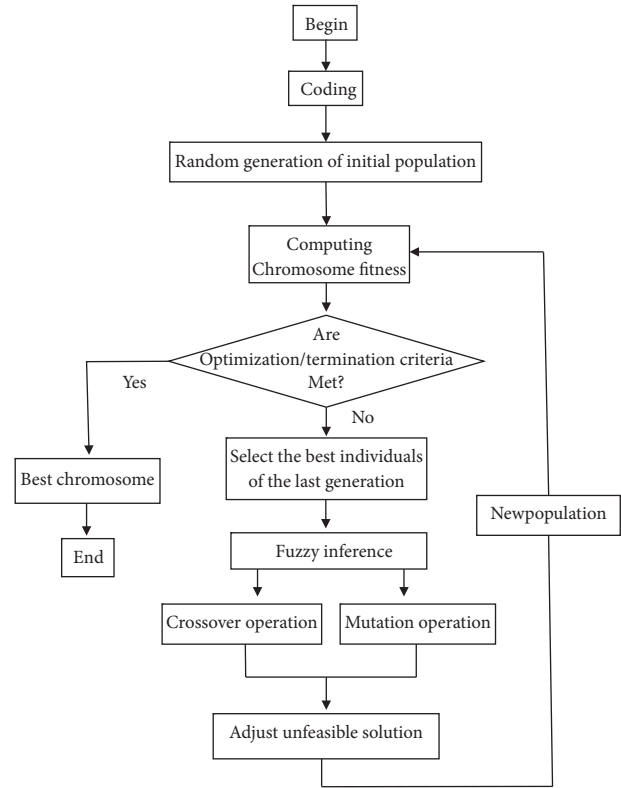 Begin
Coding
Random generation of initial population
Computing
Chromosome fitness
Are
Optimization/termination criteria
Met?
Yes
No
Best chromosome
Select the best individuals
of the last generation
Newpopulation
End
Fuzzy inference
Crossover operation
Mutation operation
Adjust unfeasible solution